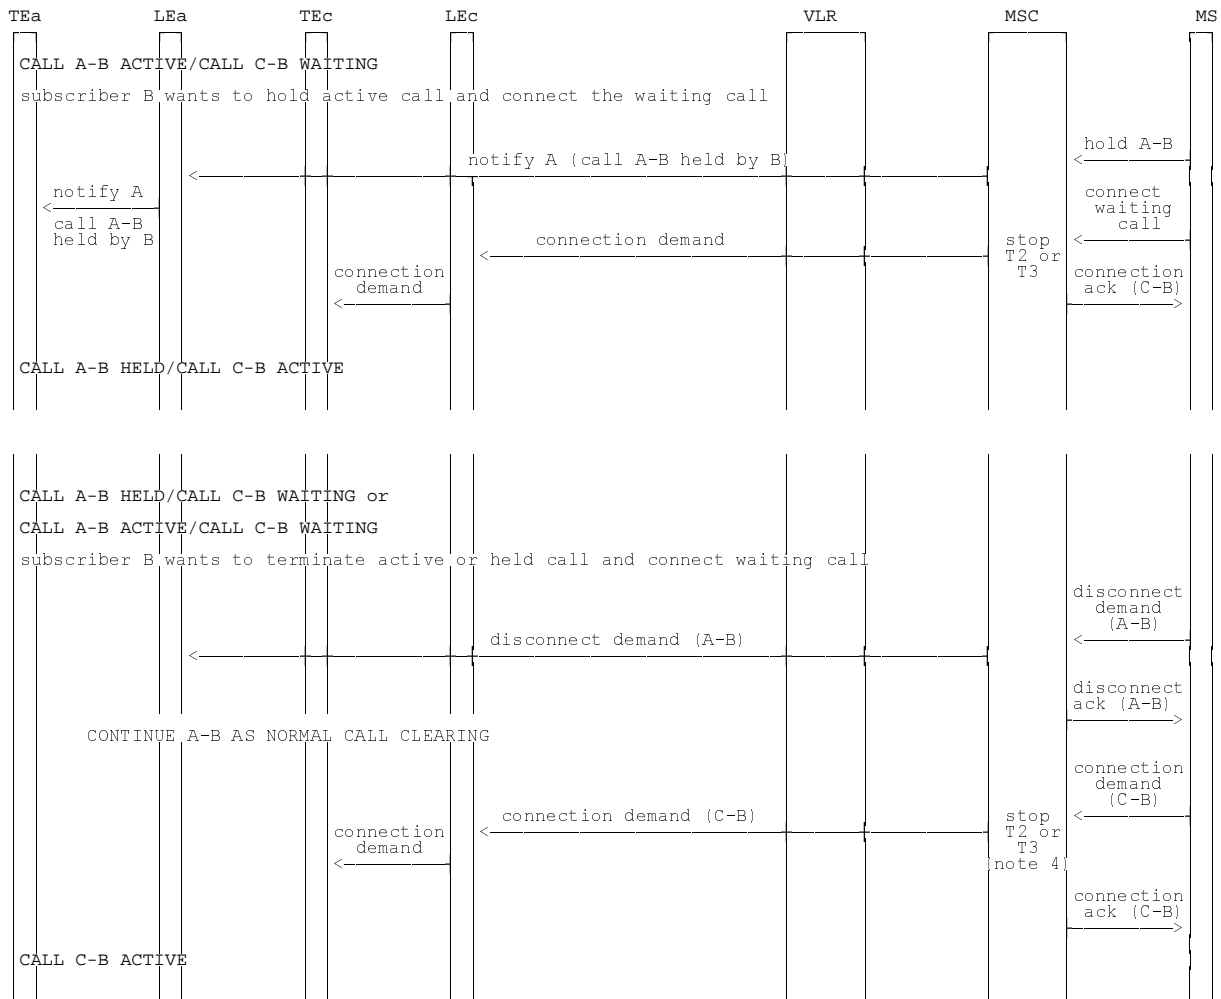 TEa LEa TEc LEc VLR MSC MS
CALL A-B ACTIVE/CALL C-B WAITING
subscriber B wants to hold active call and connect the waiting call
hold A-B
notify A (call A-B held by B)
notify A
call A-B
held by B
connect
waiting
call
connection demand
stop
T2 or
T3
connection
demand
connection
ack (C-B)
CALL A-B HELD/CALL C-B ACTIVE
CALL A-B HELD/CALL C-B WAITING or
CALL A-B ACTIVE/CALL C-B WAITING
subscriber B wants to terminate active or held call and connect waiting call
disconnect
demand
(A-B)
disconnect demand (A-B)
disconnect
ack (A-B)
CONTINUE A-B AS NORMAL CALL CLEARING
connection
demand
(C-B)
connection demand (C-B)
stop
T2 or
T3
(note 4)
connection
demand
connection
ack (C-B)
CALL C-B ACTIVE